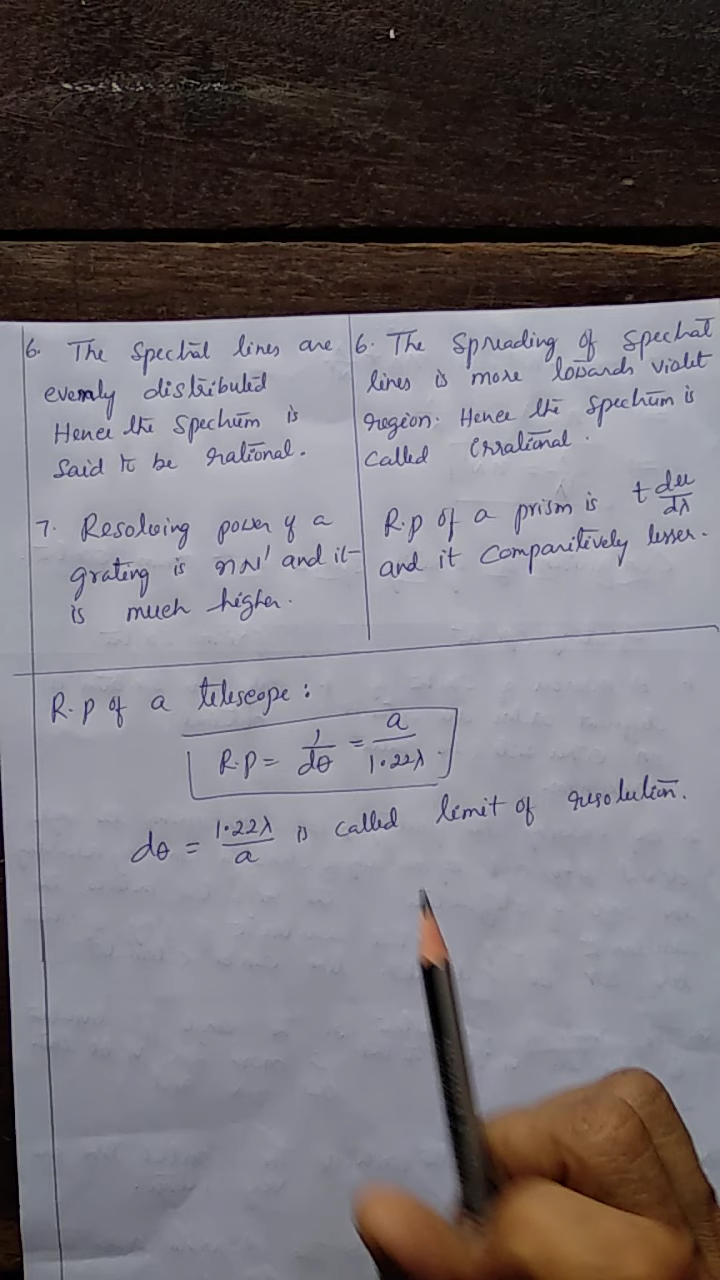 6. The Spectral lines are
evenly distributed
Hence the Spectrum is
Said to be rational.
7. Resolving power of a
grating is nN' and it
is much higher.
6. The Spreading of Spectral
lines is more towards violet
region. Hence the Spectrum is
called irrational.
R.p of a prism is t dμ/dλ
and it Comparitively lesser.
R.p of a telescope:
R.P = 1/dθ = a/1.22λ
dθ = 1.22λ/a is called limit of resolution.